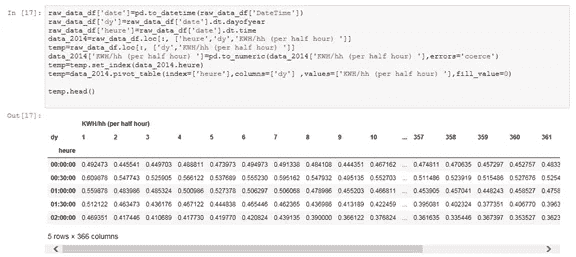 In [17]: raw_data_df['date']=pd.to_datetime(raw_data_df['DateTime'])
raw_data_df['dy']=raw_data_df['date'].dt.dayofyear
raw_data_df['heure']=raw_data_df['date'].dt.time
data_2014=raw_data_df.loc[:, ['heure','dy','KWH/hh (per half hour) ']]
temp=raw_data_df.loc[:, ['dy','KWH/hh (per half hour) ']]
data_2014['KWH/hh (per half hour) ']=pd.to_numeric(data_2014['KWH/hh (per half hour) '],errors='coerce')
temp=temp.set_index(data_2014.heure)
temp=data_2014.pivot_table(index=['heure'],columns=['dy'] ,values=['KWH/hh (per half hour) '],fill_value=0)
temp.head()
Out[17]:
KWH/hh (per half hour)
dy 1 2 3 4 5 6 7 8 9 10 ... 357 358 359 360 361
heure
00:00:00 0.492473 0.445541 0.449703 0.488811 0.473973 0.494973 0.491338 0.484108 0.444351 0.467162 ... 0.474811 0.470635 0.457297 0.452757 0.4833
00:30:00 0.609878 0.547743 0.525905 0.566122 0.537689 0.555230 0.595162 0.547932 0.495135 0.552703 ... 0.511486 0.523919 0.515486 0.527676 0.5254
01:00:00 0.559878 0.483986 0.485324 0.500986 0.527378 0.506297 0.506068 0.478986 0.455203 0.466811 ... 0.453905 0.457041 0.448243 0.458527 0.4758
01:30:00 0.512122 0.463473 0.436176 0.467122 0.444838 0.465446 0.462365 0.436986 0.413189 0.422459 ... 0.395081 0.402324 0.377351 0.406770 0.3963
02:00:00 0.469351 0.417446 0.410689 0.417730 0.419770 0.420824 0.439135 0.390000 0.366122 0.376824 ... 0.361635 0.335446 0.367397 0.353527 0.3623
5 rows × 366 columns